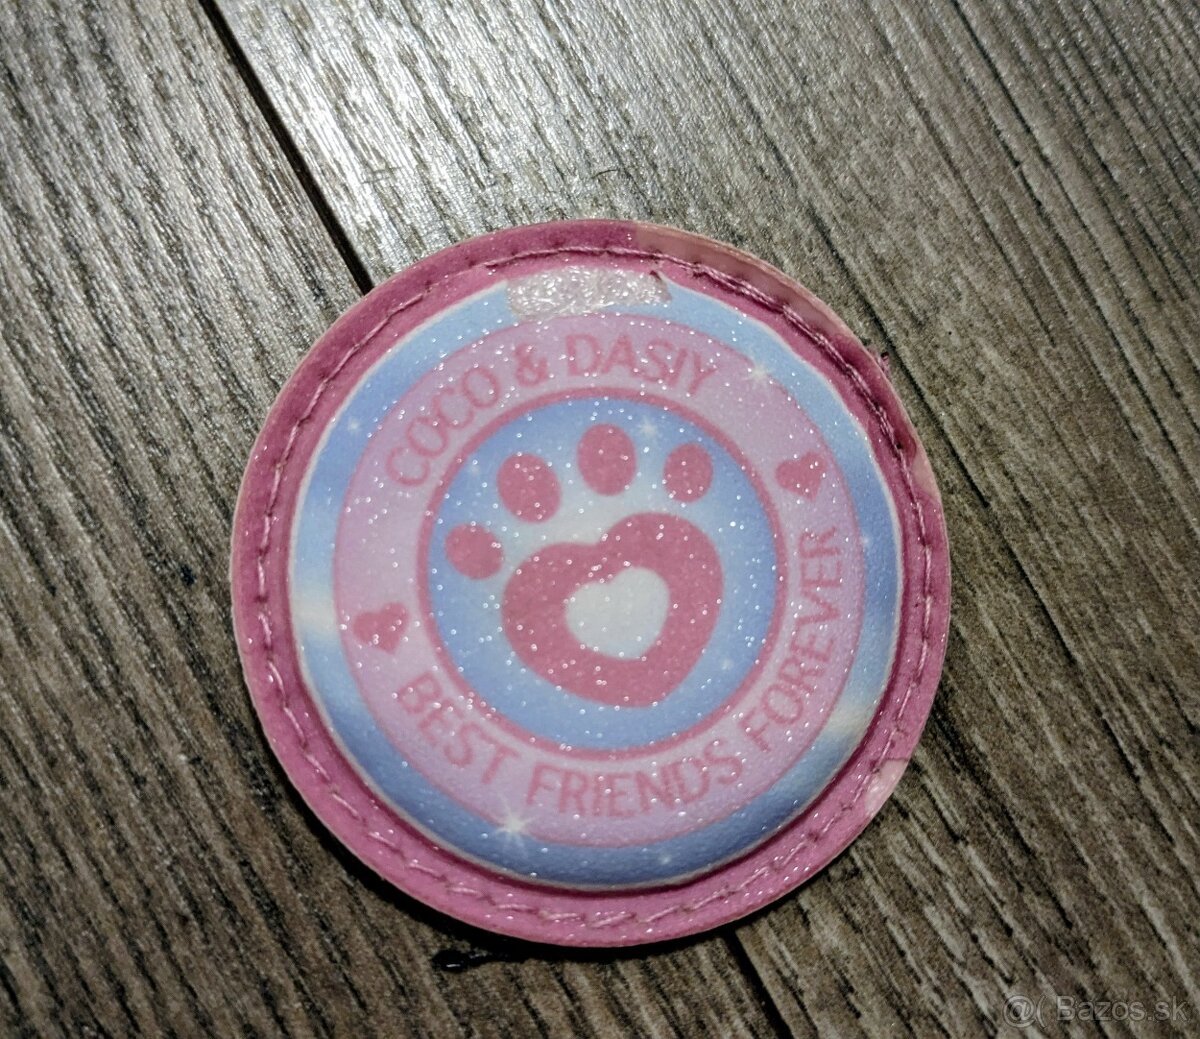 COCO & DASIY
BEST FRIENDS FOREVER
@( Bazos.sk